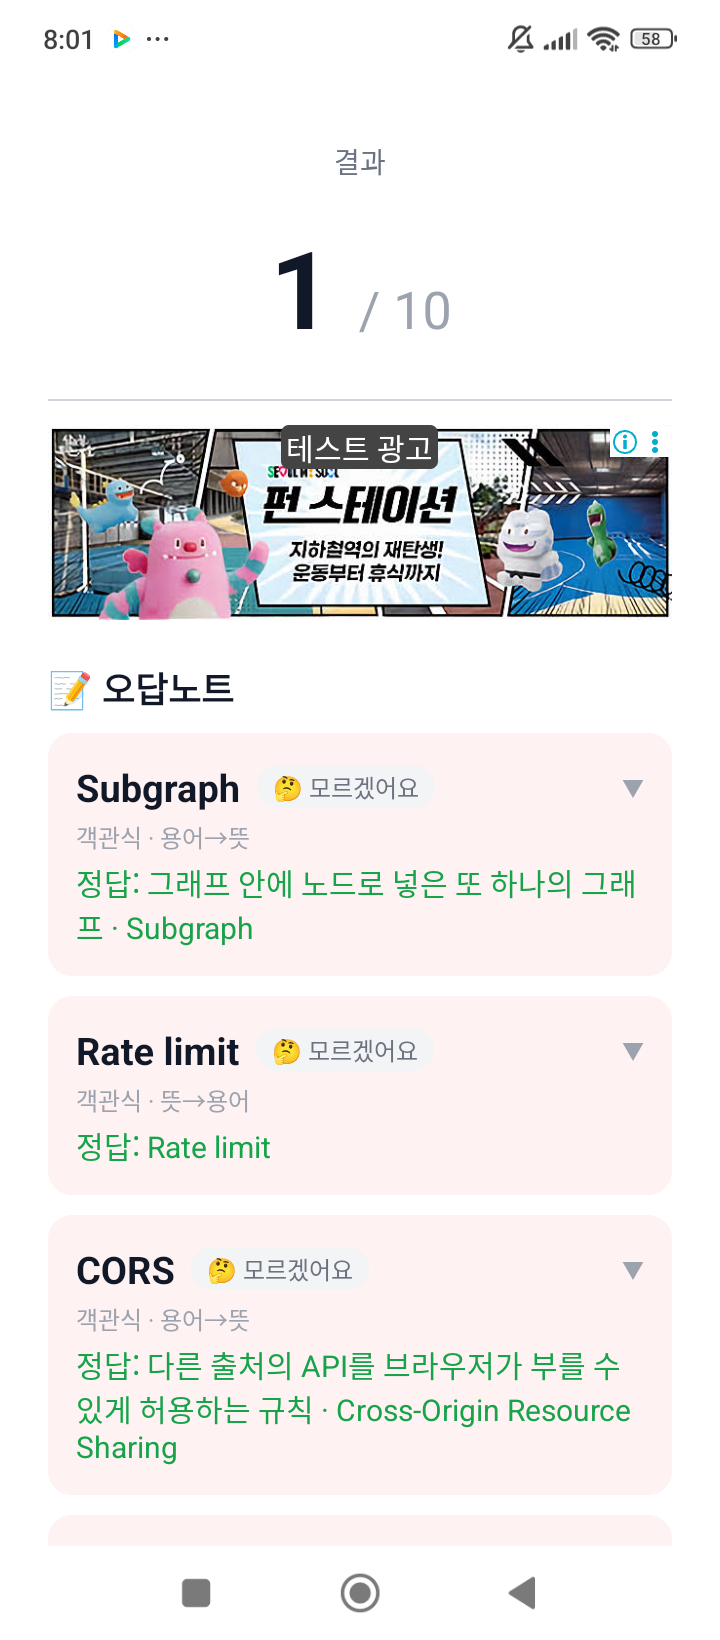 8:01
58
결과
1 / 10
테스트 광고
SEOUL MY SOUL
펀 스테이션
지하철역의 재탄생!
운동부터 휴식까지
오답노트
Subgraph 모르겠어요
객관식 · 용어→뜻
정답: 그래프 안에 노드로 넣은 또 하나의 그래
프 · Subgraph
Rate limit 모르겠어요
객관식 · 뜻→용어
정답: Rate limit
CORS 모르겠어요
객관식 · 용어→뜻
정답: 다른 출처의 API를 브라우저가 부를 수
있게 허용하는 규칙 · Cross-Origin Resource
Sharing